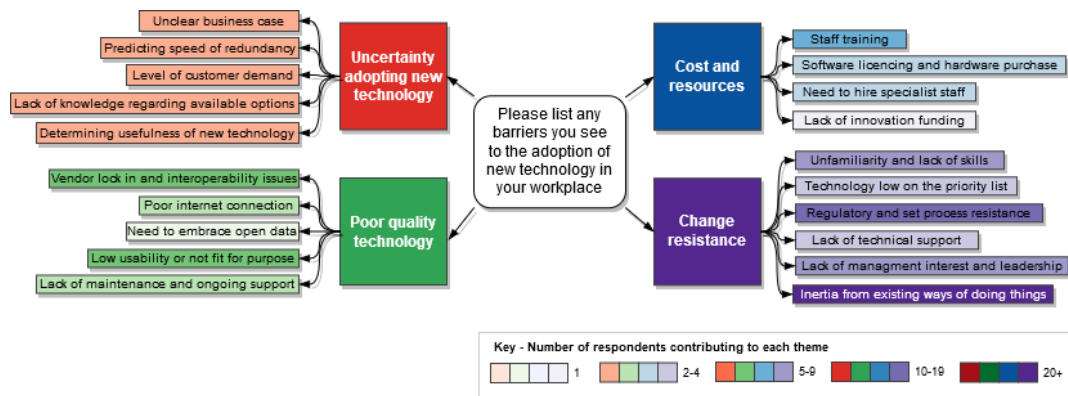 Unclear business case
Predicting speed of redundancy
Level of customer demand
Lack of knowledge regarding available options
Determining usefulness of new technology
Uncertainty
adopting new
technology
Vendor lock in and interoperability issues
Poor internet connection
Need to embrace open data
Low usability or not fit for purpose
Lack of maintenance and ongoing support
Poor quality
technology
Please list any
barriers you see
to the adoption of
new technology in
your workplace
Cost and
resources
Staff training
Software licencing and hardware purchase
Need to hire specialist staff
Lack of innovation funding
Change
resistance
Unfamiliarity and lack of skills
Technology low on the priority list
Regulatory and set process resistance
Lack of technical support
Lack of managment interest and leadership
Inertia from existing ways of doing things
Key - Number of respondents contributing to each theme
1
2-4
5-9
10-19
20+